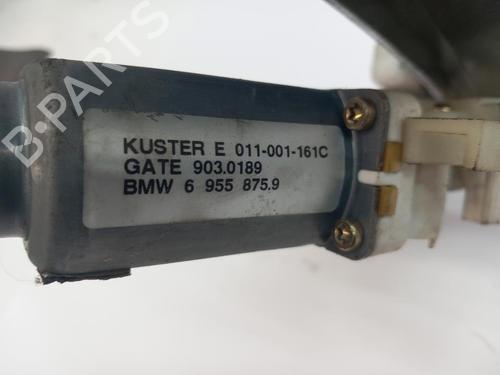 B-PARTS
KUSTER E 011-001-161C
GATE 903.0189
BMW 6 955 875.9